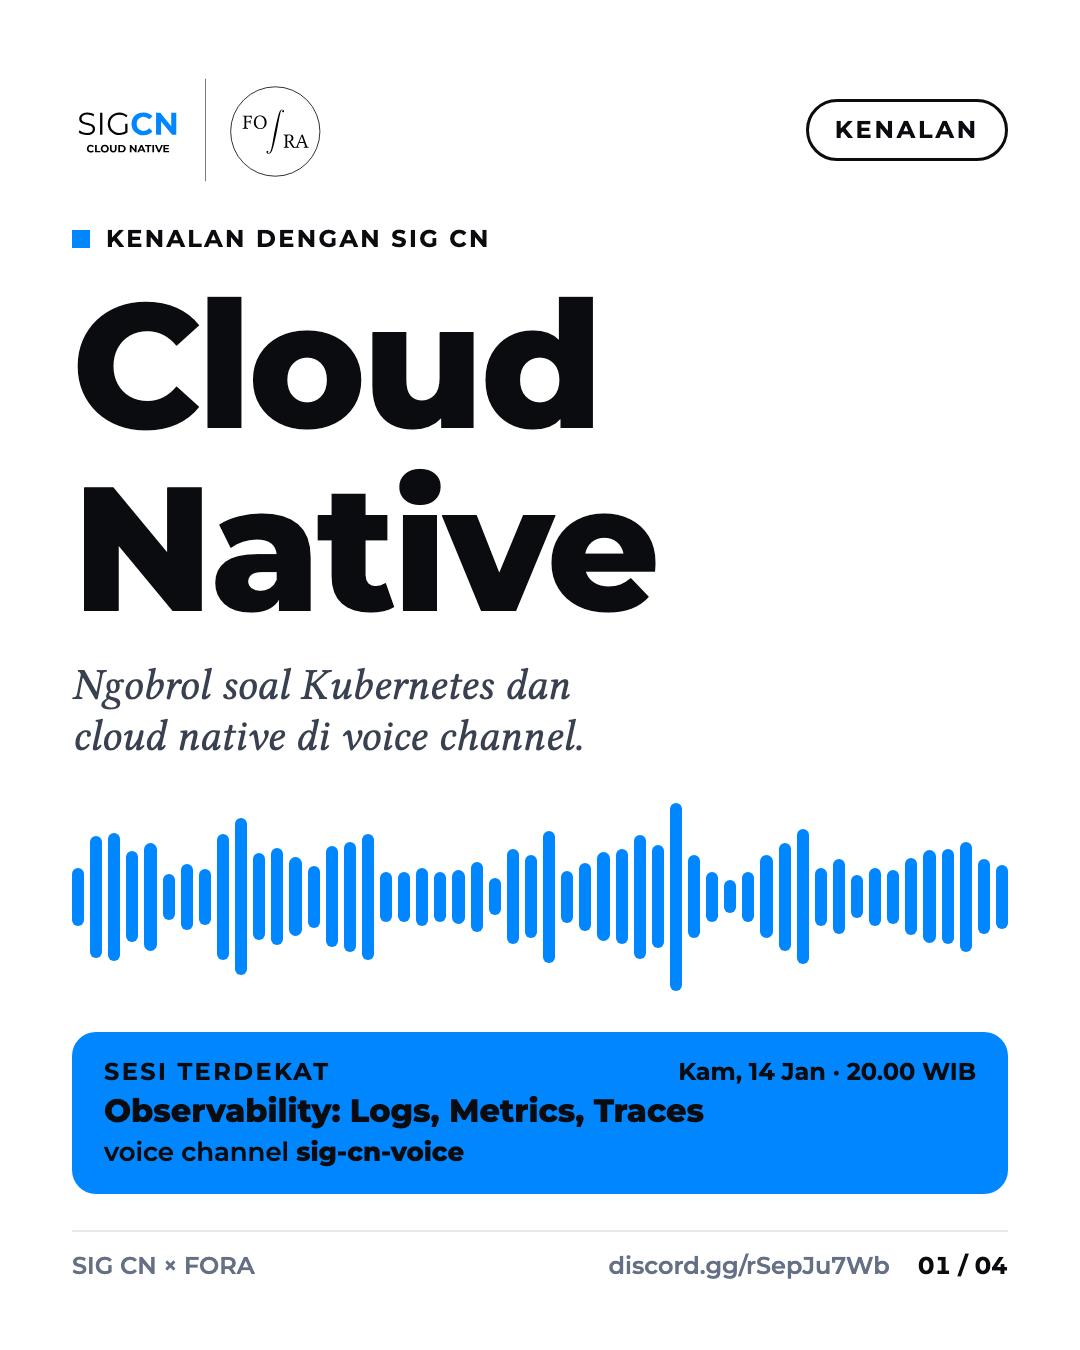 SIGCN
CLOUD NATIVE
FO RA
KENALAN
KENALAN DENGAN SIG CN
Cloud
Native
Ngobrol soal Kubernetes dan
cloud native di voice channel.
SESI TERDEKAT
Kam, 14 Jan · 20.00 WIB
Observability: Logs, Metrics, Traces
voice channel sig-cn-voice
SIG CN × FORA
discord.gg/rSepJu7Wb
01 / 04